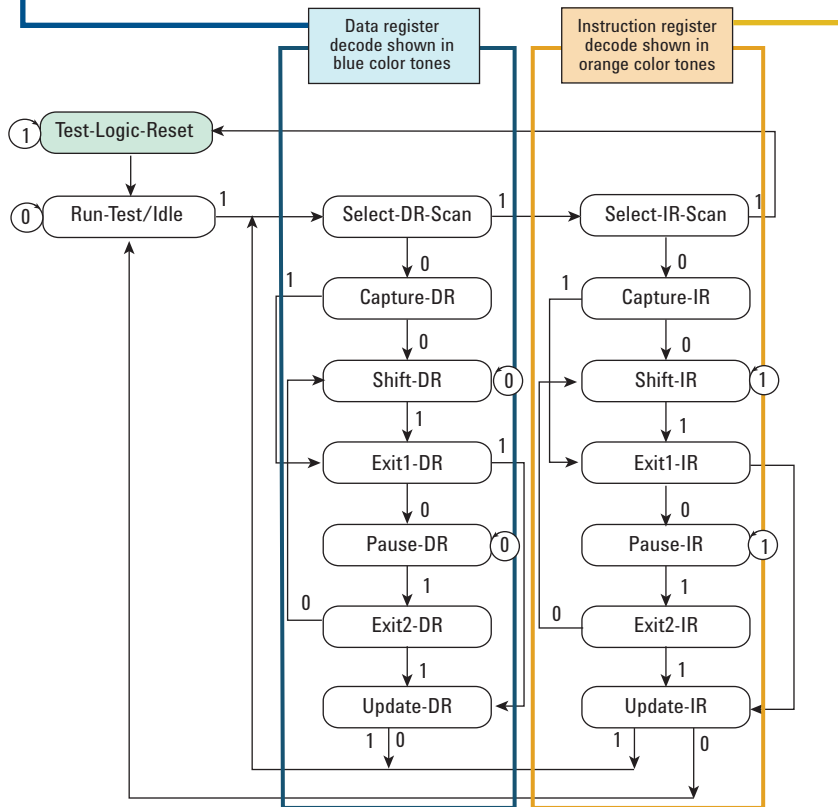 Data register
decode shown in
blue color tones
Instruction register
decode shown in
orange color tones
1
Test-Logic-Reset
0
Run-Test/Idle
1
Select-DR-Scan
1
Select-IR-Scan
1
0
0
1
Capture-DR
1
Capture-IR
0
0
Shift-DR
0
Shift-IR
1
1
1
Exit1-DR
1
Exit1-IR
0
0
Pause-DR
0
Pause-IR
1
1
1
0
Exit2-DR
0
Exit2-IR
1
1
Update-DR
Update-IR
1
0
1
0